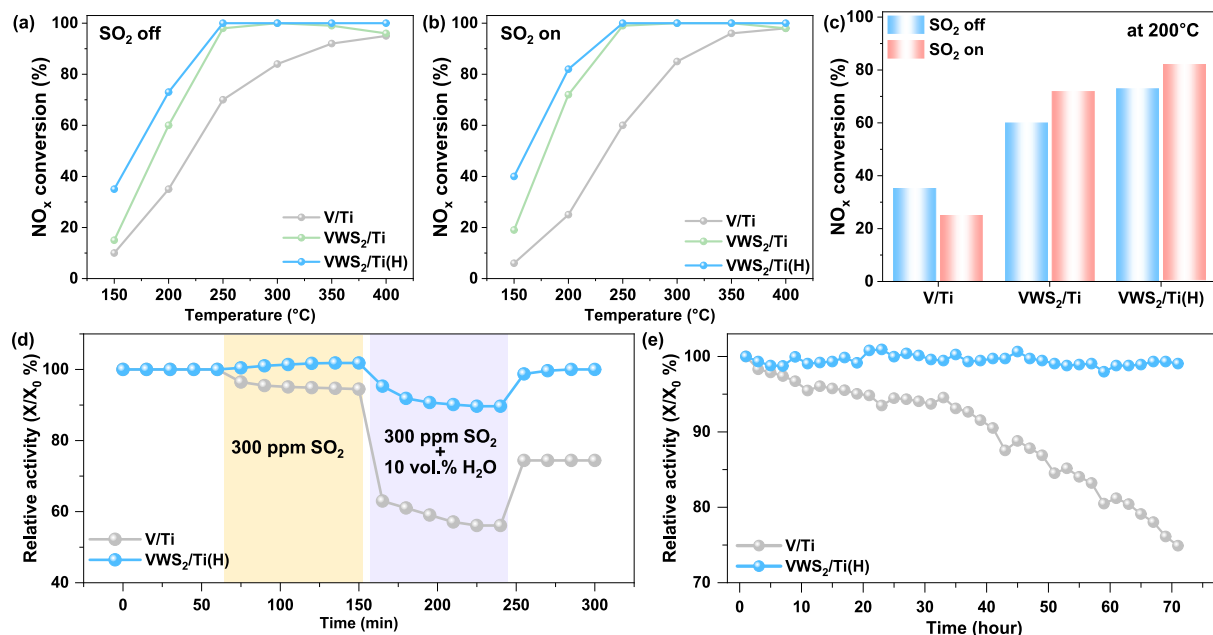 (a)
SO₂ off
NOₓ conversion (%)
100
80
60
40
20
0
V/Ti
VWS₂/Ti
VWS₂/Ti(H)
150 200 250 300 350 400
Temperature (°C)
(b)
SO₂ on
NOₓ conversion (%)
100
80
60
40
20
0
V/Ti
VWS₂/Ti
VWS₂/Ti(H)
150 200 250 300 350 400
Temperature (°C)
(c)
SO₂ off
SO₂ on
at 200°C
NOₓ conversion (%)
100
80
60
40
20
0
V/Ti VWS₂/Ti VWS₂/Ti(H)
(d)
Relative activity (X/X₀ %)
100
80
60
40
300 ppm SO₂
300 ppm SO₂
+
10 vol.% H₂O
V/Ti
VWS₂/Ti(H)
0 50 100 150 200 250 300
Time (min)
(e)
Relative activity (X/X₀ %)
100
90
80
70
V/Ti
VWS₂/Ti(H)
0 10 20 30 40 50 60 70
Time (hour)